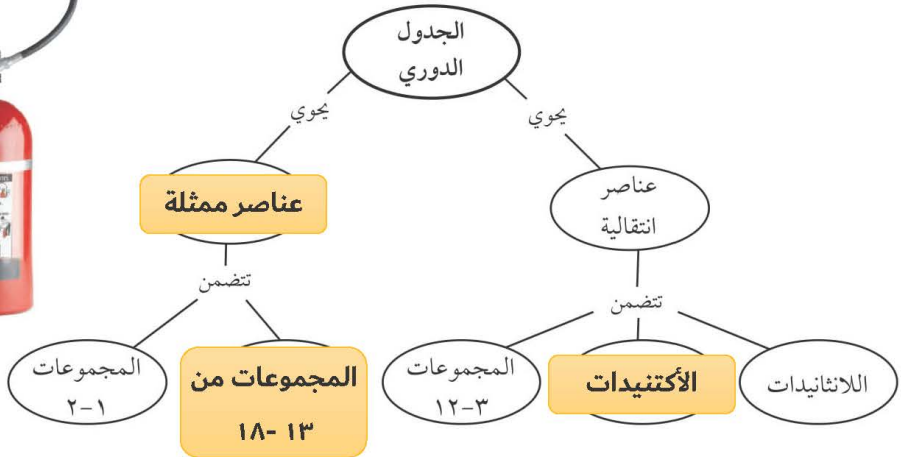 الجدول
الدوري
يحوي
يحوي
عناصر
انتقالية
عناصر ممثلة
تتضمن
تتضمن
اللانثانيدات
الأكتنيدات
المجموعات
٣-١٢
المجموعات من
١٣ -١٨
المجموعات
١-٢